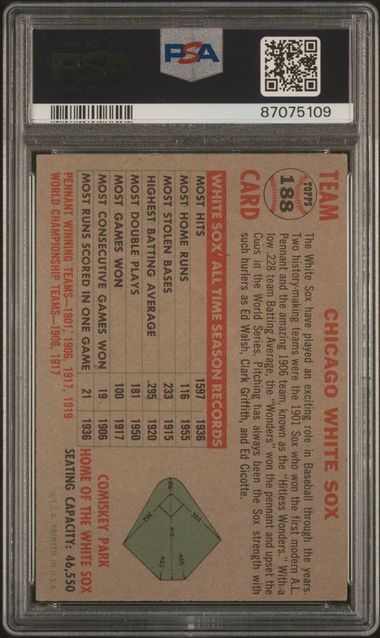 PSA
PSA
87075109
TEAM
TOPPS
188
CARD
CHICAGO WHITE SOX
The White Sox have played an exciting role in Baseball through the years.
Two history-making teams were the 1901 Sox who won the first modern A.L.
Pennant and the amazing 1906 team, known as the "Hitless Wonders." With a
low .228 team Batting Average, the "Wonders" won the pennant and upset the
Cubs in the World Series. Pitching has always been the Sox strength with
such hurlers as Ed Walsh, Clark Griffith, and Ed Cicotte.
WHITE SOX' ALL TIME SEASON RECORDS
MOST HITS 1597 1936
MOST HOME RUNS 116 1955
MOST STOLEN BASES 233 1915
HIGHEST BATTING AVERAGE .295 1920
MOST DOUBLE PLAYS 181 1950
MOST GAMES WON 100 1917
MOST CONSECUTIVE GAMES WON 19 1906
MOST RUNS SCORED IN ONE GAME 21 1936
PENNANT WINNING TEAMS—1901, 1906, 1917, 1919
WORLD CHAMPIONSHIP TEAMS—1906, 1917
352
415
COMISKEY PARK
HOME OF THE WHITE SOX
SEATING CAPACITY: 46,550
PRINTED IN U.S.A.